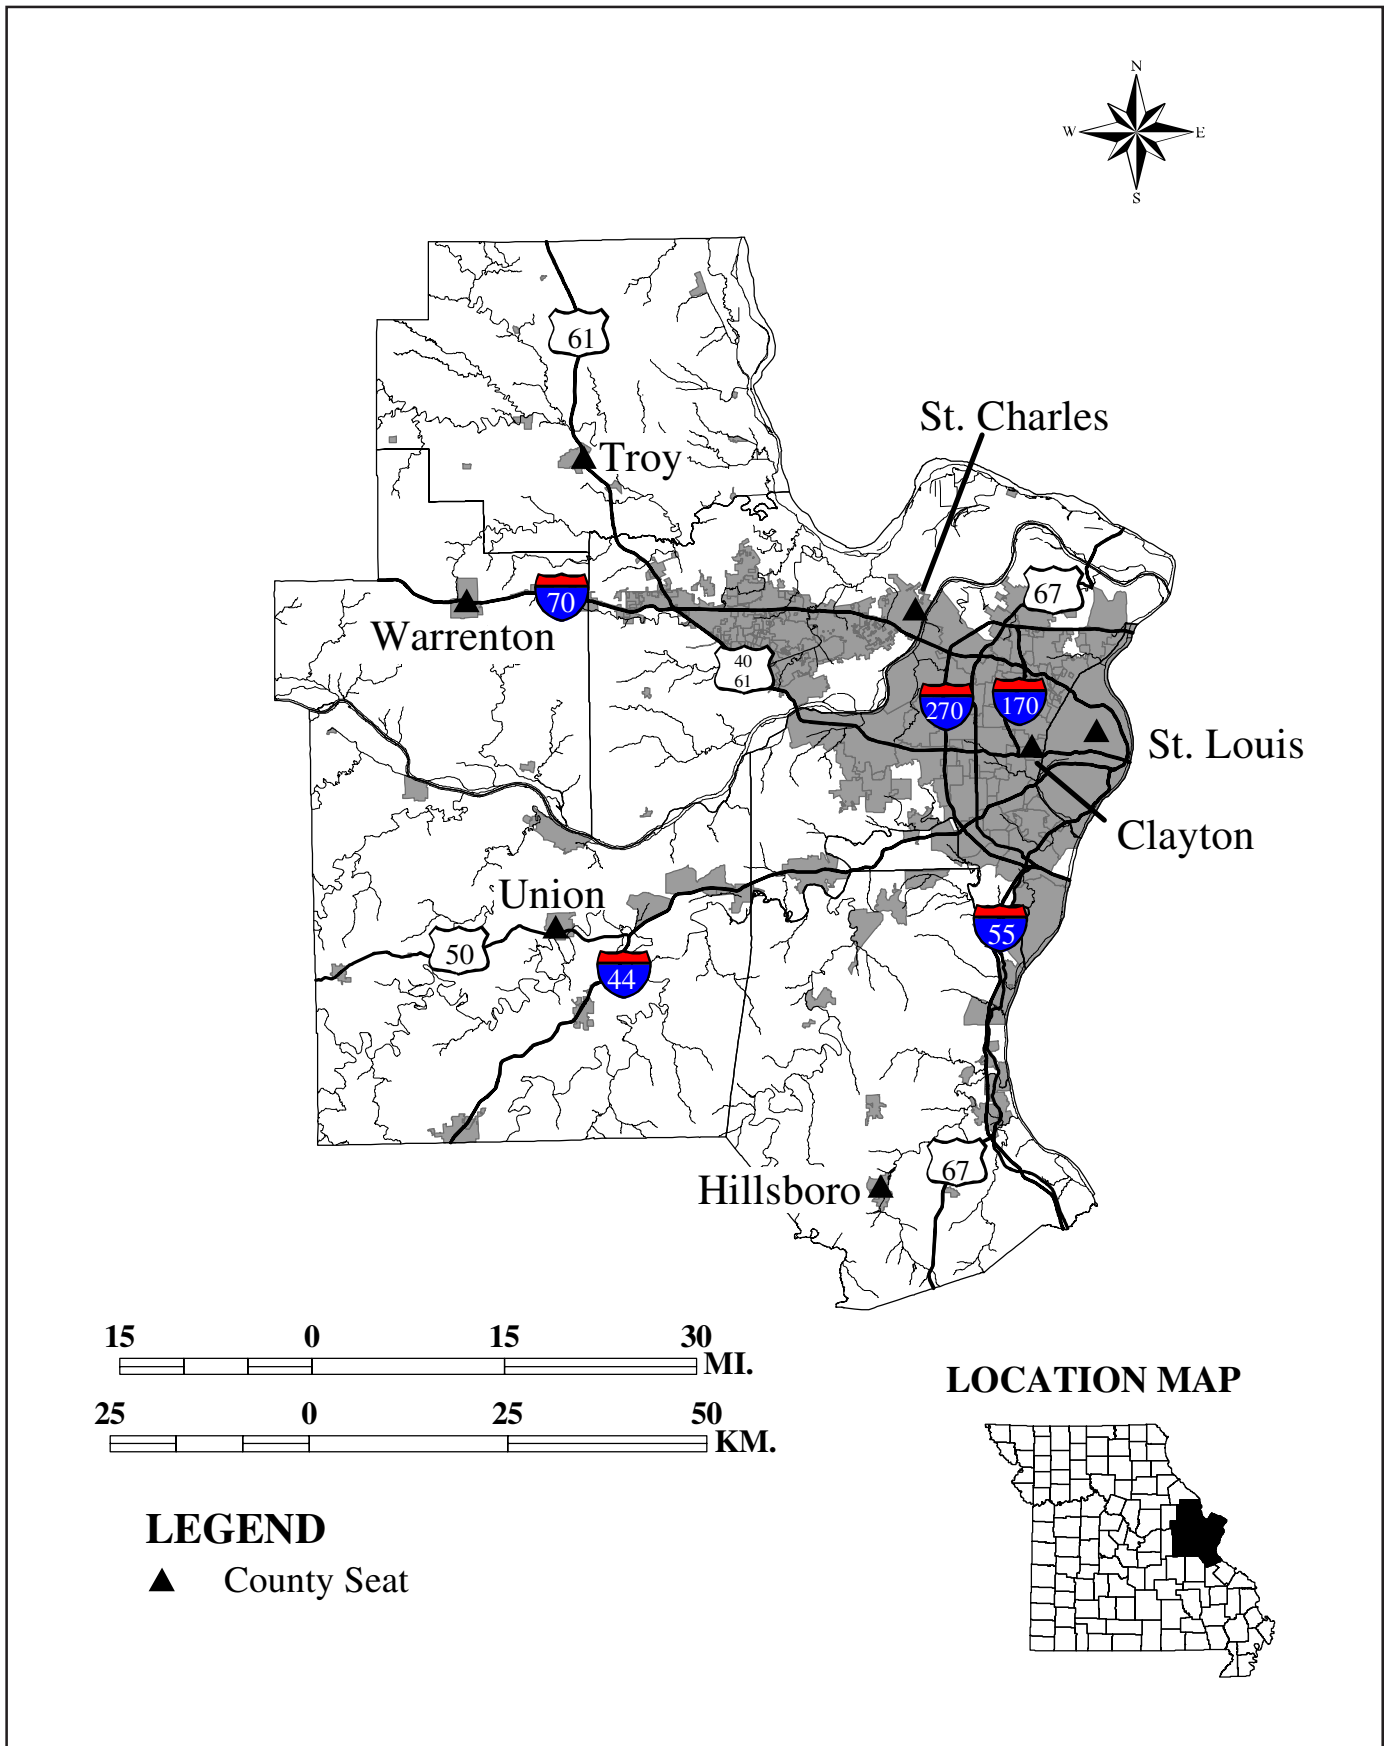 N
W E
S
61
St. Charles
Troy
67
70
Warrenton
40
61
270
170
St. Louis
Clayton
Union
50
55
44
67
Hillsboro
15 0 15 30
MI.
25 0 25 50
KM.
LOCATION MAP
LEGEND
County Seat